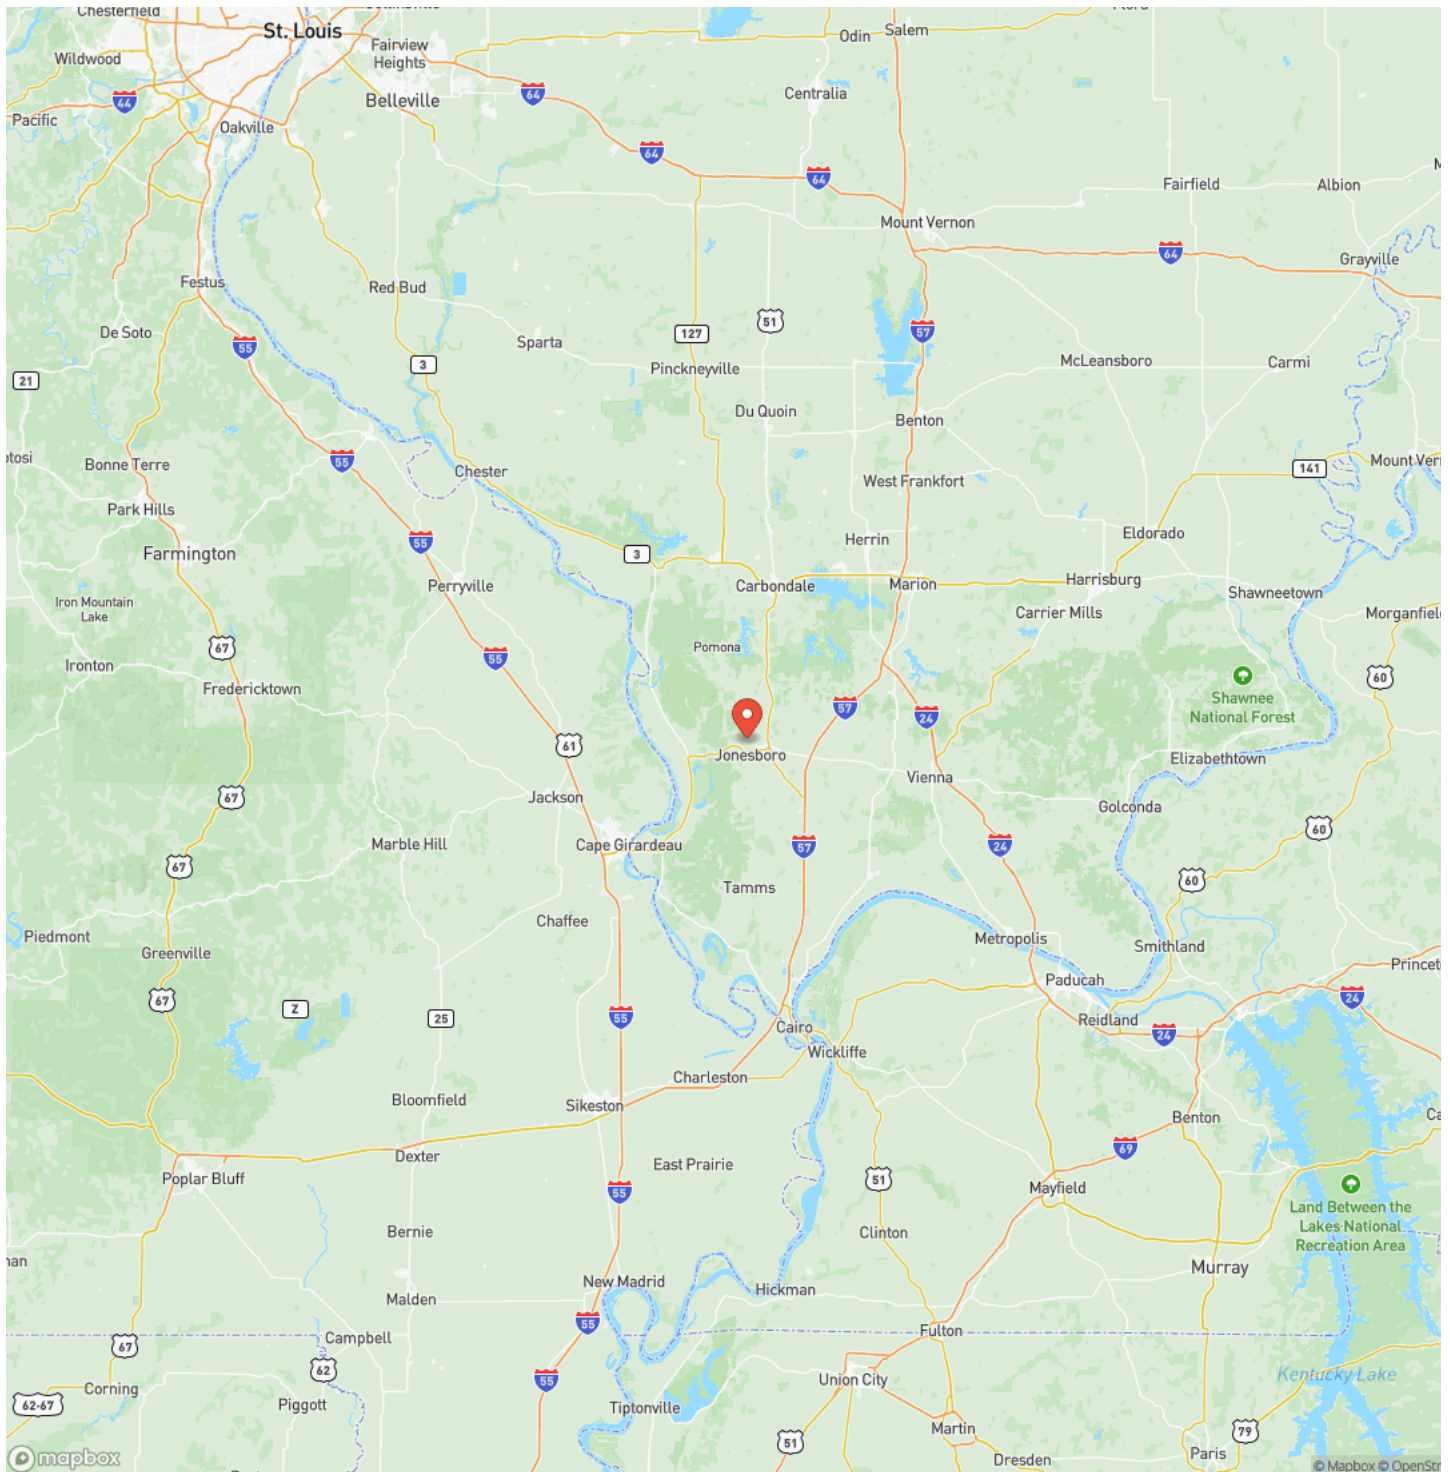 Chesterfield
St. Louis
Fairview
Heights
Odin
Salem
Wildwood
44
64
Centralia
Belleville
Pacific
Oakville
64
64
Fairfield
Albion
Mount Vernon
64
Grayville
Festus
Red Bud
51
57
De Soto
127
Sparta
55
3
Pinckneyville
McLeansboro
Carmi
21
Du Quoin
Benton
otosi
Bonne Terre
55
Chester
141
Mount Ver
West Frankfort
Park Hills
Eldorado
Farmington
55
3
Herrin
Perryville
Carbondale
Marion
Harrisburg
Shawneetown
Iron Mountain
Lake
Carrier Mills
Morganfiel
67
Pomona
55
Ironton
60
Fredericktown
Shawnee
National Forest
57
24
61
Jonesboro
Elizabethtown
Vienna
67
Jackson
Golconda
60
Marble Hill
Cape Girardeau
57
24
67
60
Tamms
Chaffee
Piedmont
Metropolis
Smithland
Greenville
Princet
Paducah
67
24
Z
25
55
Reidland
Cairo
24
Wickliffe
Charleston
Bloomfield
Sikeston
Benton
Ca
69
Dexter
East Prairie
Poplar Bluff
51
Mayfield
55
Land Between the
Lakes National
Recreation Area
Bernie
Clinton
nan
Murray
New Madrid
Hickman
Malden
55
Fulton
Campbell
67
62
Union City
Kentucky Lake
55
Corning
62-67
Piggott
Tiptonville
Martin
79
51
Paris
Dresden
mapbox
© Mapbox © OpenStr